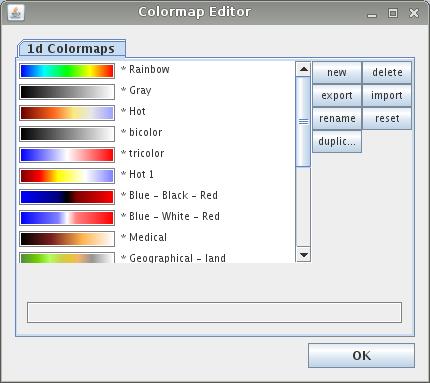 Colormap Editor
1d Colormaps
* Rainbow
* Gray
* Hot
* bicolor
* tricolor
* Hot 1
* Blue - Black - Red
* Blue - White - Red
* Medical
* Geographical - land
new delete
export import
rename reset
duplic...
OK